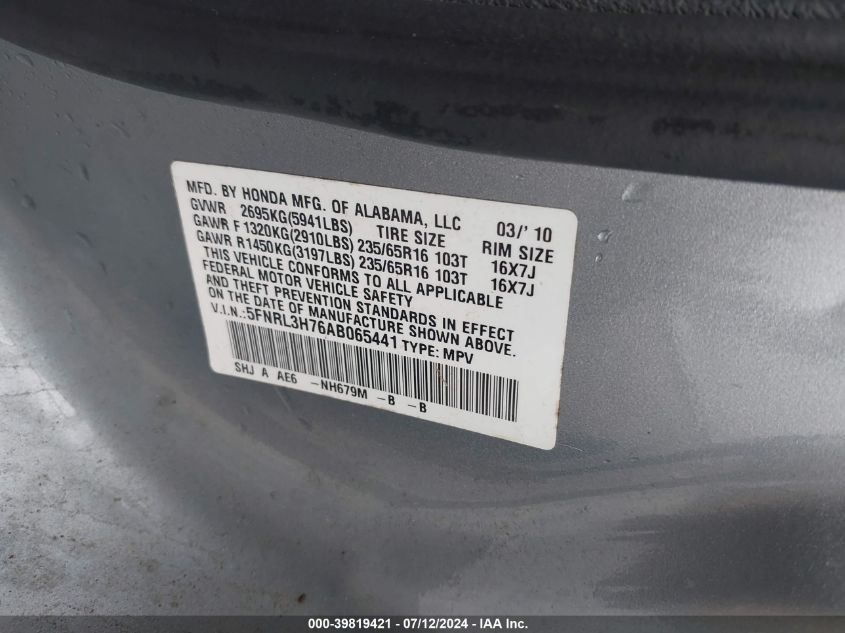 MFD. BY HONDA MFG. OF ALABAMA, LLC 03/'10
GVWR 2695KG(5941LBS) TIRE SIZE RIM SIZE
GAWR F 1320KG(2910LBS) 235/65R16 103T 16X7J
GAWR R 1450KG(3197LBS) 235/65R16 103T 16X7J
THIS VEHICLE CONFORMS TO ALL APPLICABLE
FEDERAL MOTOR VEHICLE SAFETY
AND THEFT PREVENTION STANDARDS IN EFFECT
ON THE DATE OF MANUFACTURE SHOWN ABOVE.
V.I.N.:5FNRL3H76AB065441 TYPE: MPV
SHJ A AE6 -NH679M -B -B
000-39819421 - 07/12/2024 - IAA Inc.